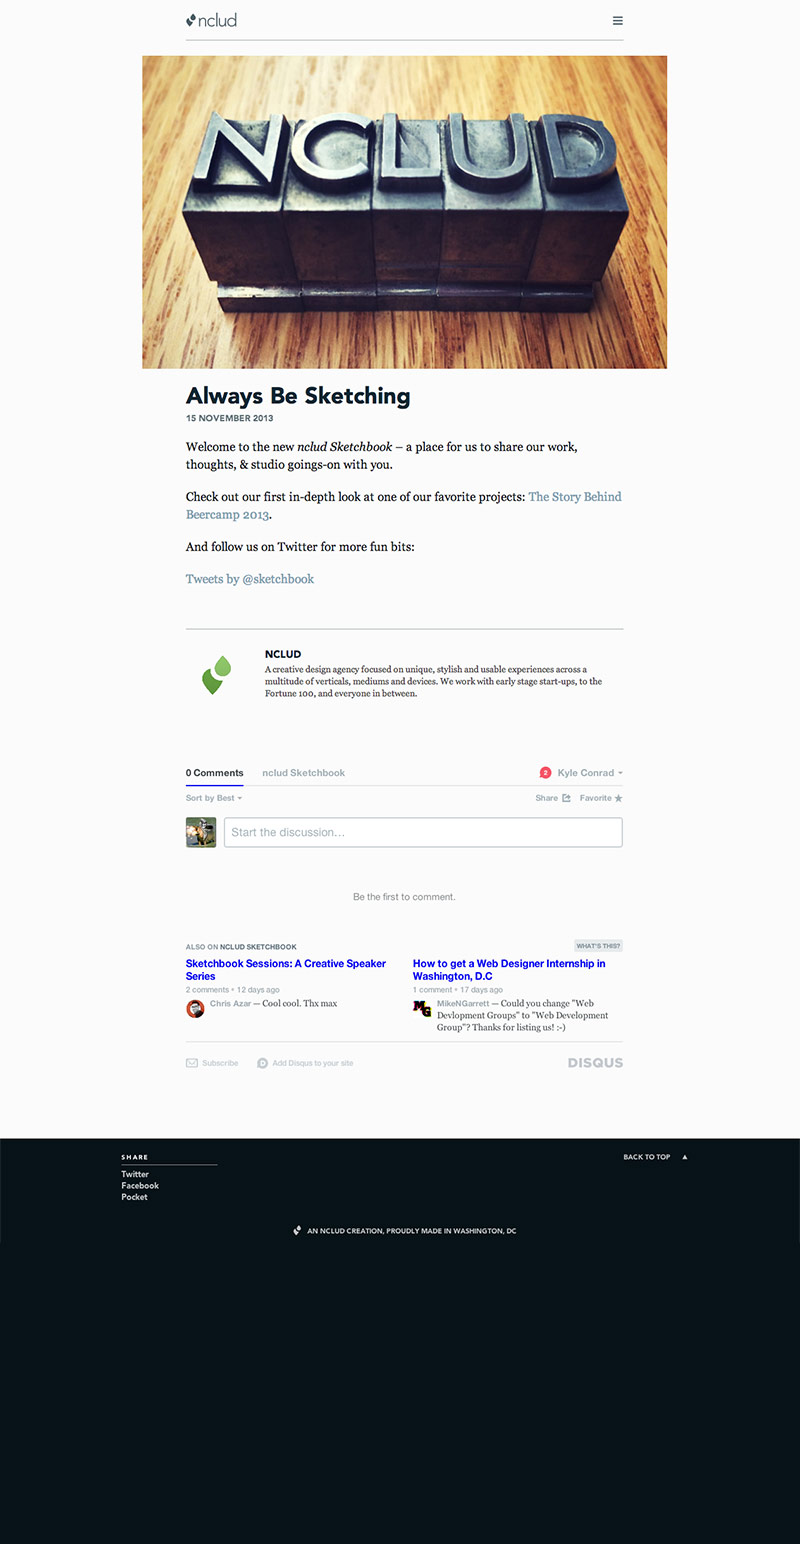 nclud
NCLUD
Always Be Sketching
15 NOVEMBER 2013
Welcome to the new nclud Sketchbook – a place for us to share our work,
thoughts, & studio goings-on with you.
Check out our first in-depth look at one of our favorite projects: The Story Behind
Beercamp 2013.
And follow us on Twitter for more fun bits:
Tweets by @sketchbook
NCLUD
A creative design agency focused on unique, stylish and usable experiences across a
multitude of verticals, mediums and devices. We work with early stage start-ups, to the
Fortune 100, and everyone in between.
0 Comments nclud Sketchbook 2 Kyle Conrad
Sort by Best Share Favorite
Start the discussion…
Be the first to comment.
ALSO ON NCLUD SKETCHBOOK WHAT'S THIS?
Sketchbook Sessions: A Creative Speaker
Series
2 comments • 12 days ago
Chris Azar — Cool cool. Thx max
How to get a Web Designer Internship in
Washington, D.C
1 comment • 17 days ago
MG
MikeNGarrett — Could you change "Web
Devlopment Groups" to "Web Development
Group"? Thanks for listing us! :-)
Subscribe D Add Disqus to your site DISQUS
SHARE BACK TO TOP ▲
Twitter
Facebook
Pocket
AN NCLUD CREATION, PROUDLY MADE IN WASHINGTON, DC